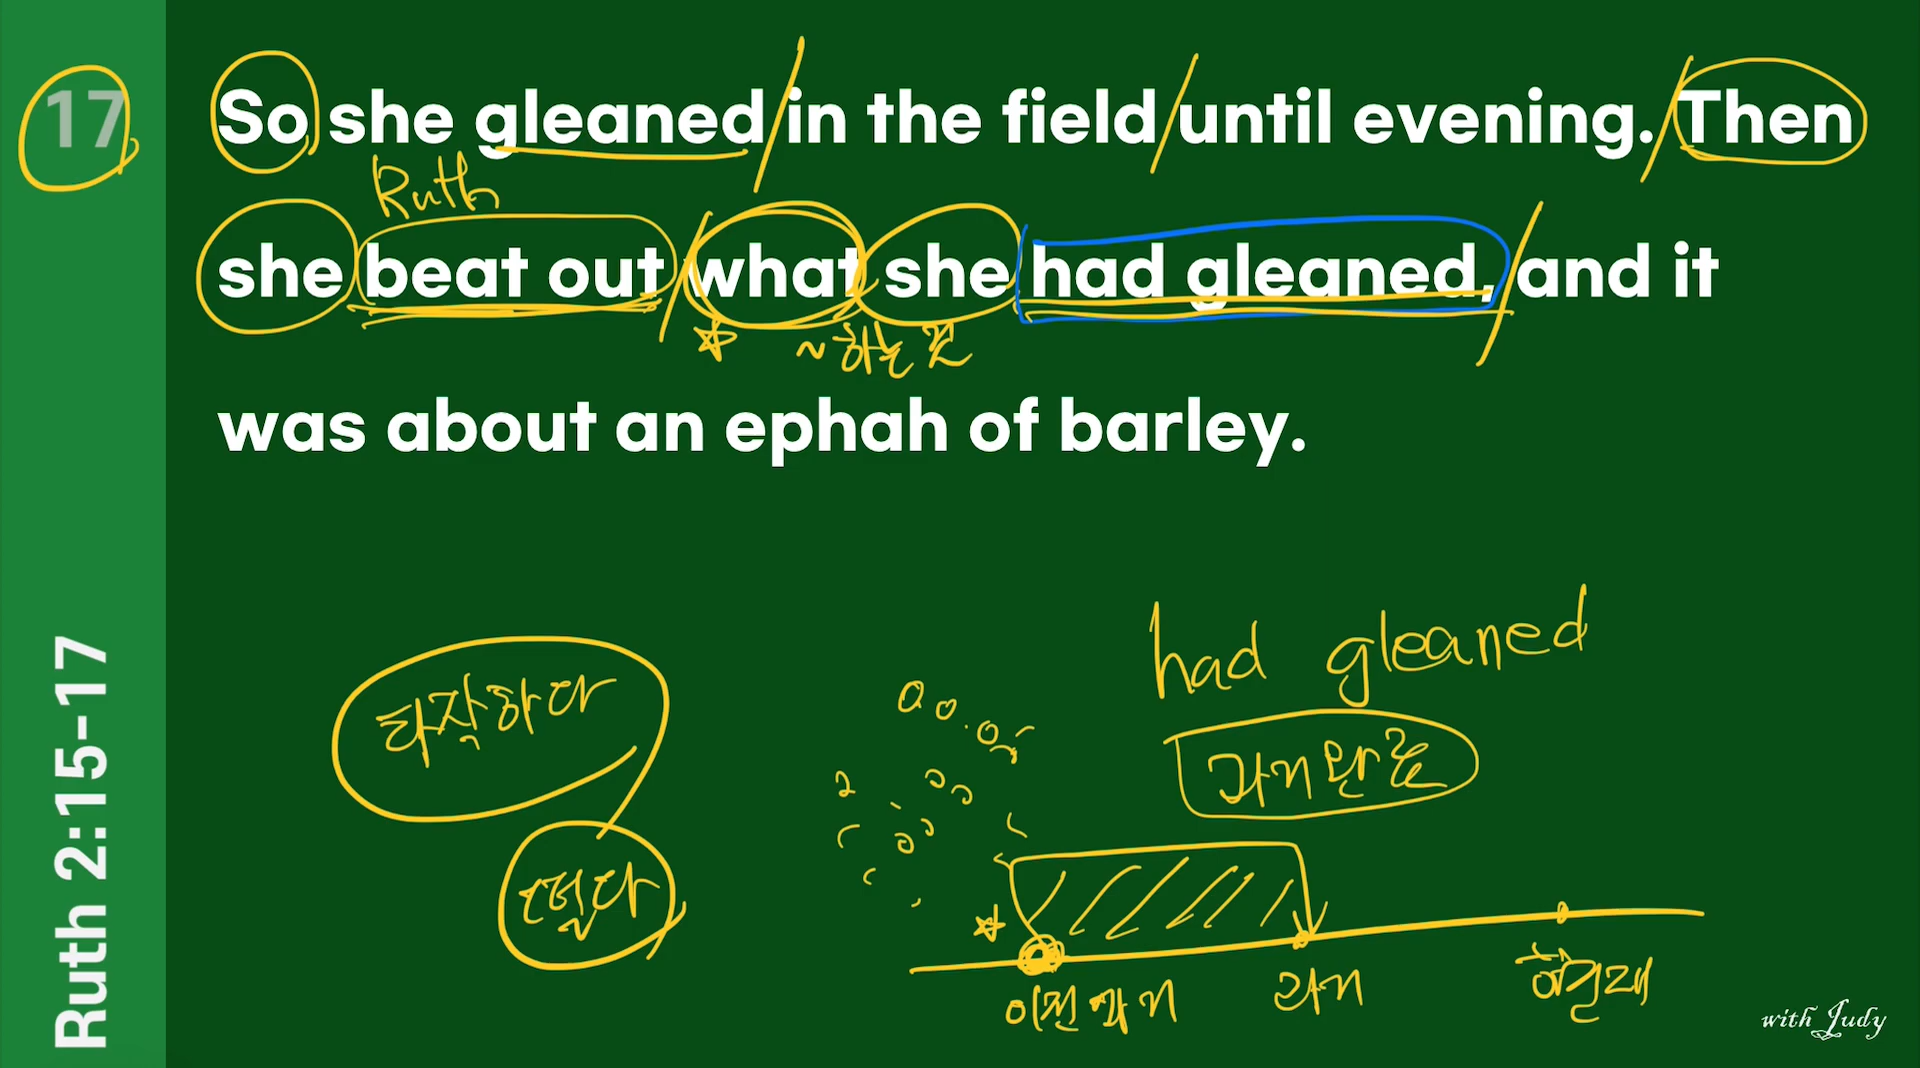 17
So she gleaned in the field until evening. Then
Ruth
she beat out what she had gleaned, and it
~하는 것
was about an ephah of barley.
had gleaned
타작하다
과거완료
떨다
이전 과거
과거
현재
Ruth 2:15-17
with Judy